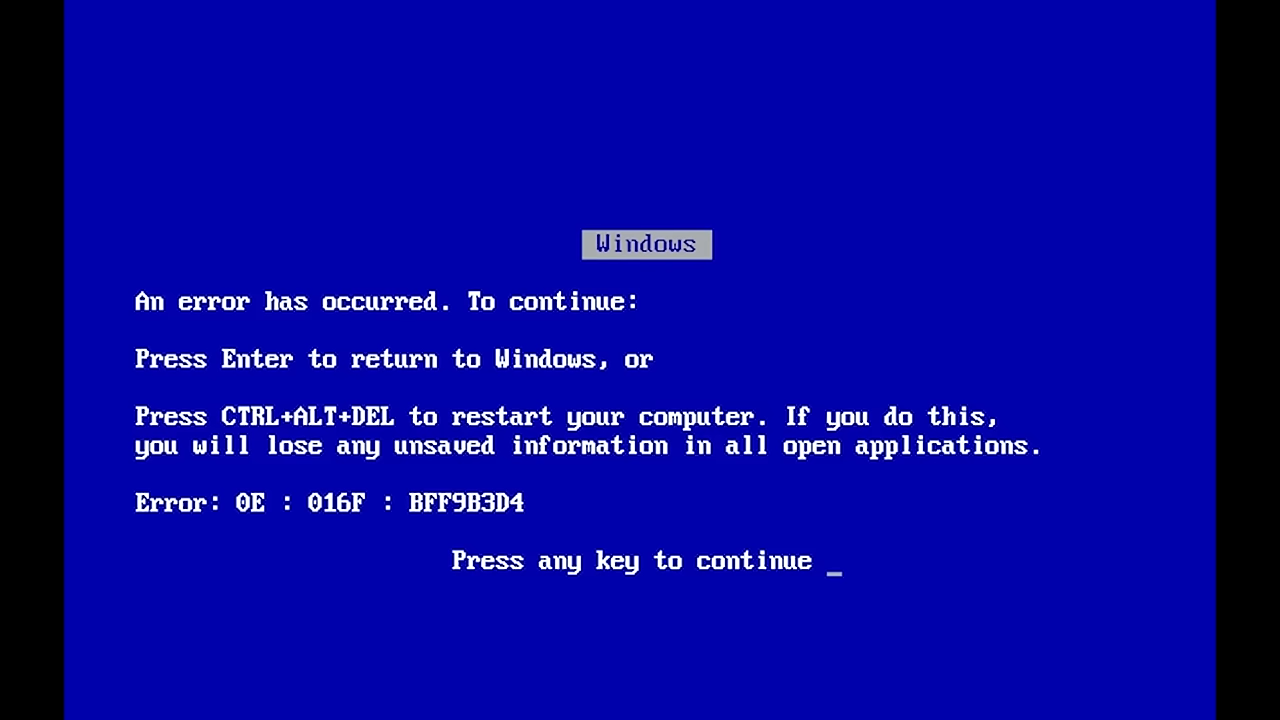 Windows
An error has occurred. To continue:
Press Enter to return to Windows, or
Press CTRL+ALT+DEL to restart your computer. If you do this,
you will lose any unsaved information in all open applications.
Error: 0E : 016F : BFF9B3D4
Press any key to continue _